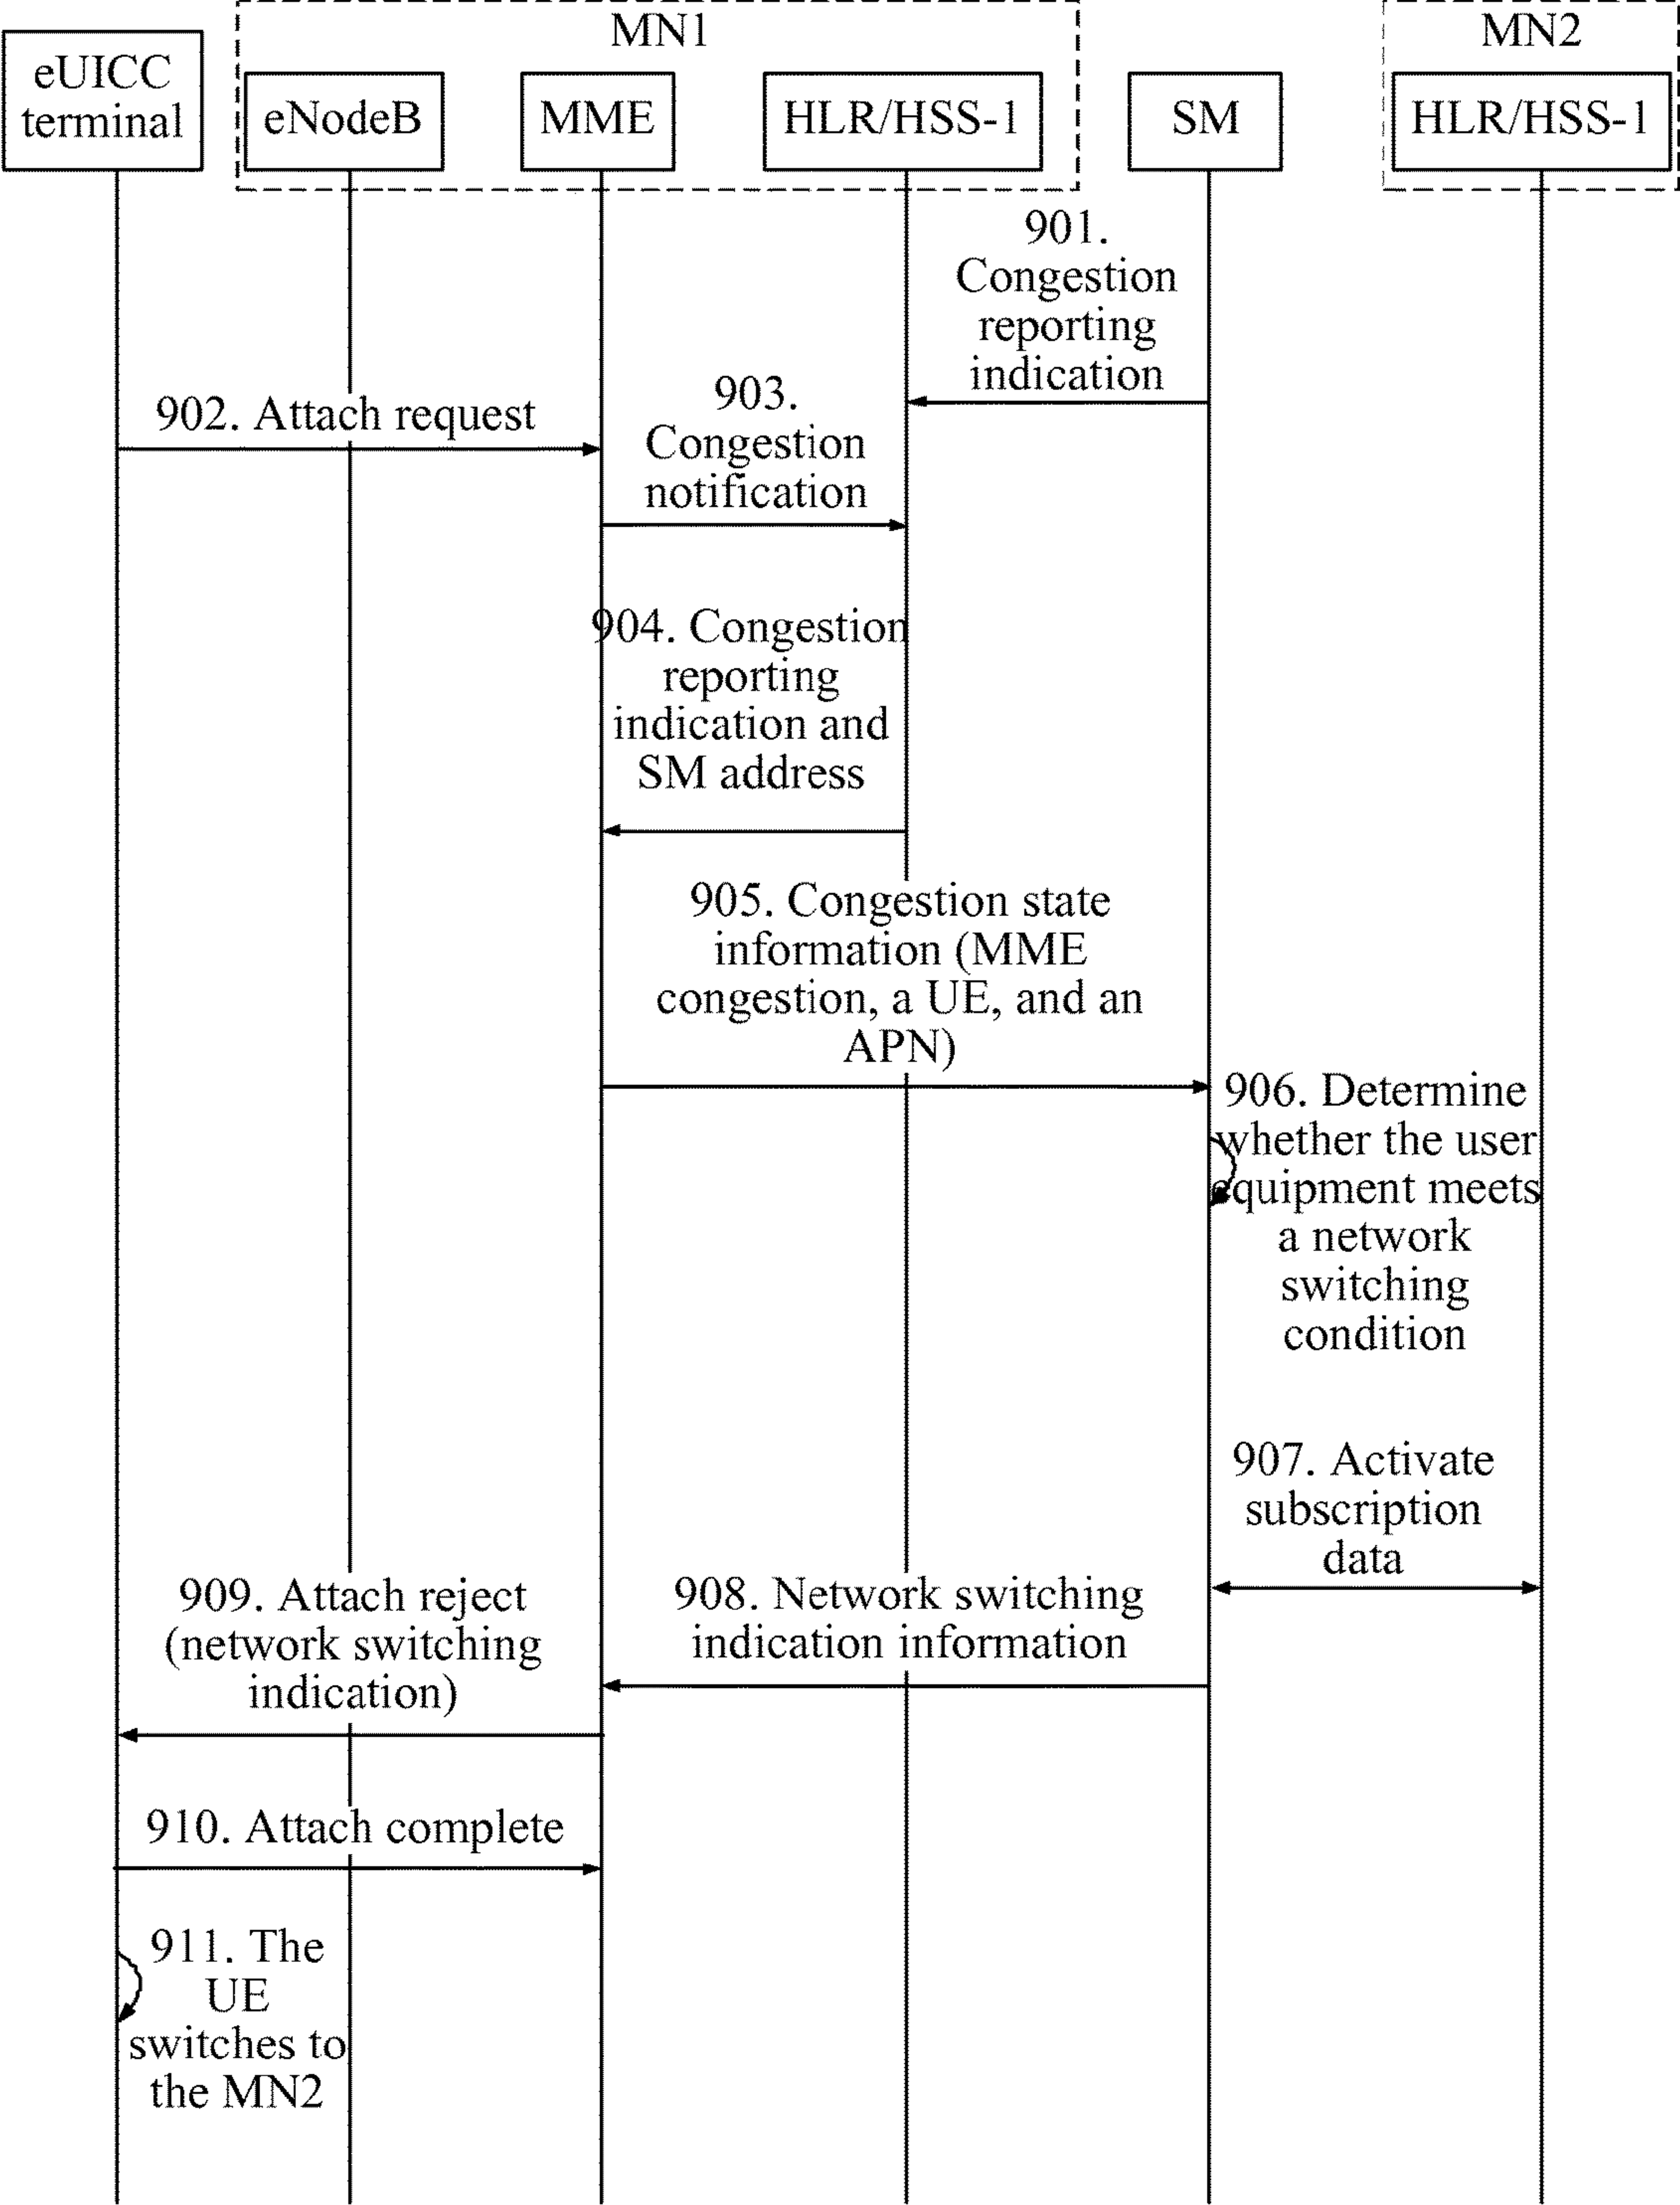 MN1
MN2
eUICC
terminal
eNodeB
MME
HLR/HSS-1
SM
HLR/HSS-1
901.
Congestion
reporting
indication
902. Attach request
903.
Congestion
notification
904. Congestion
reporting
indication and
SM address
905. Congestion state
information (MME
congestion, a UE, and an
APN)
906. Determine
whether the user
equipment meets
a network
switching
condition
907. Activate
subscription
data
908. Network switching
indication information
909. Attach reject
(network switching
indication)
910. Attach complete
911. The
UE
switches to
the MN2